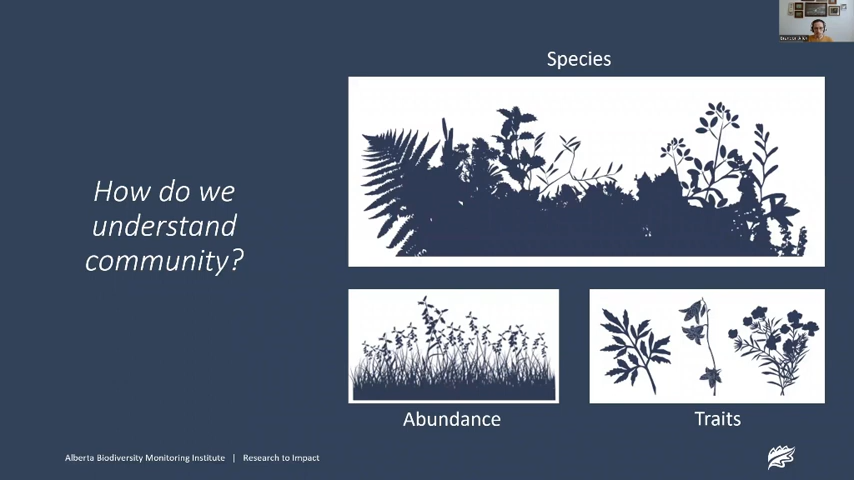 Species
How do we
understand
community?
Abundance
Traits
Alberta Biodiversity Monitoring Institute | Research to Impact